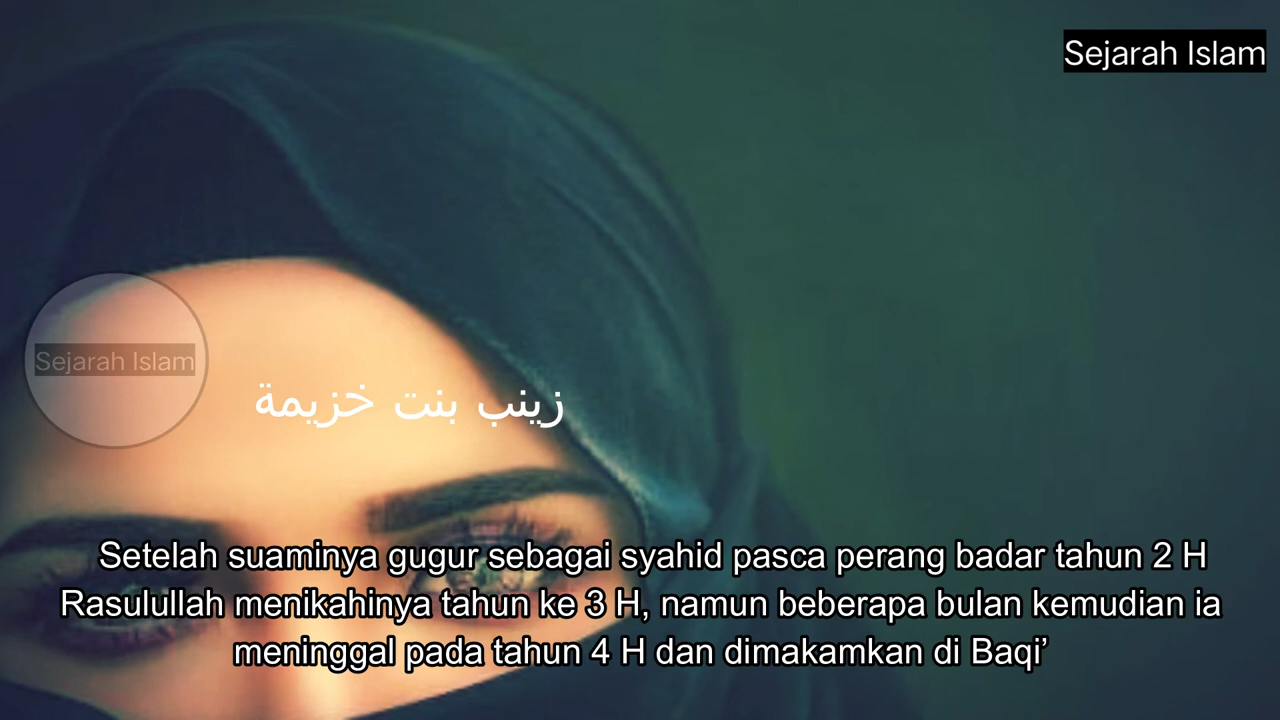 Sejarah Islam
Sejarah Islam
زينب بنت خزيمة
Setelah suaminya gugur sebagai syahid pasca perang badar tahun 2 H
Rasulullah menikahinya tahun ke 3 H, namun beberapa bulan kemudian ia
meninggal pada tahun 4 H dan dimakamkan di Baqi’